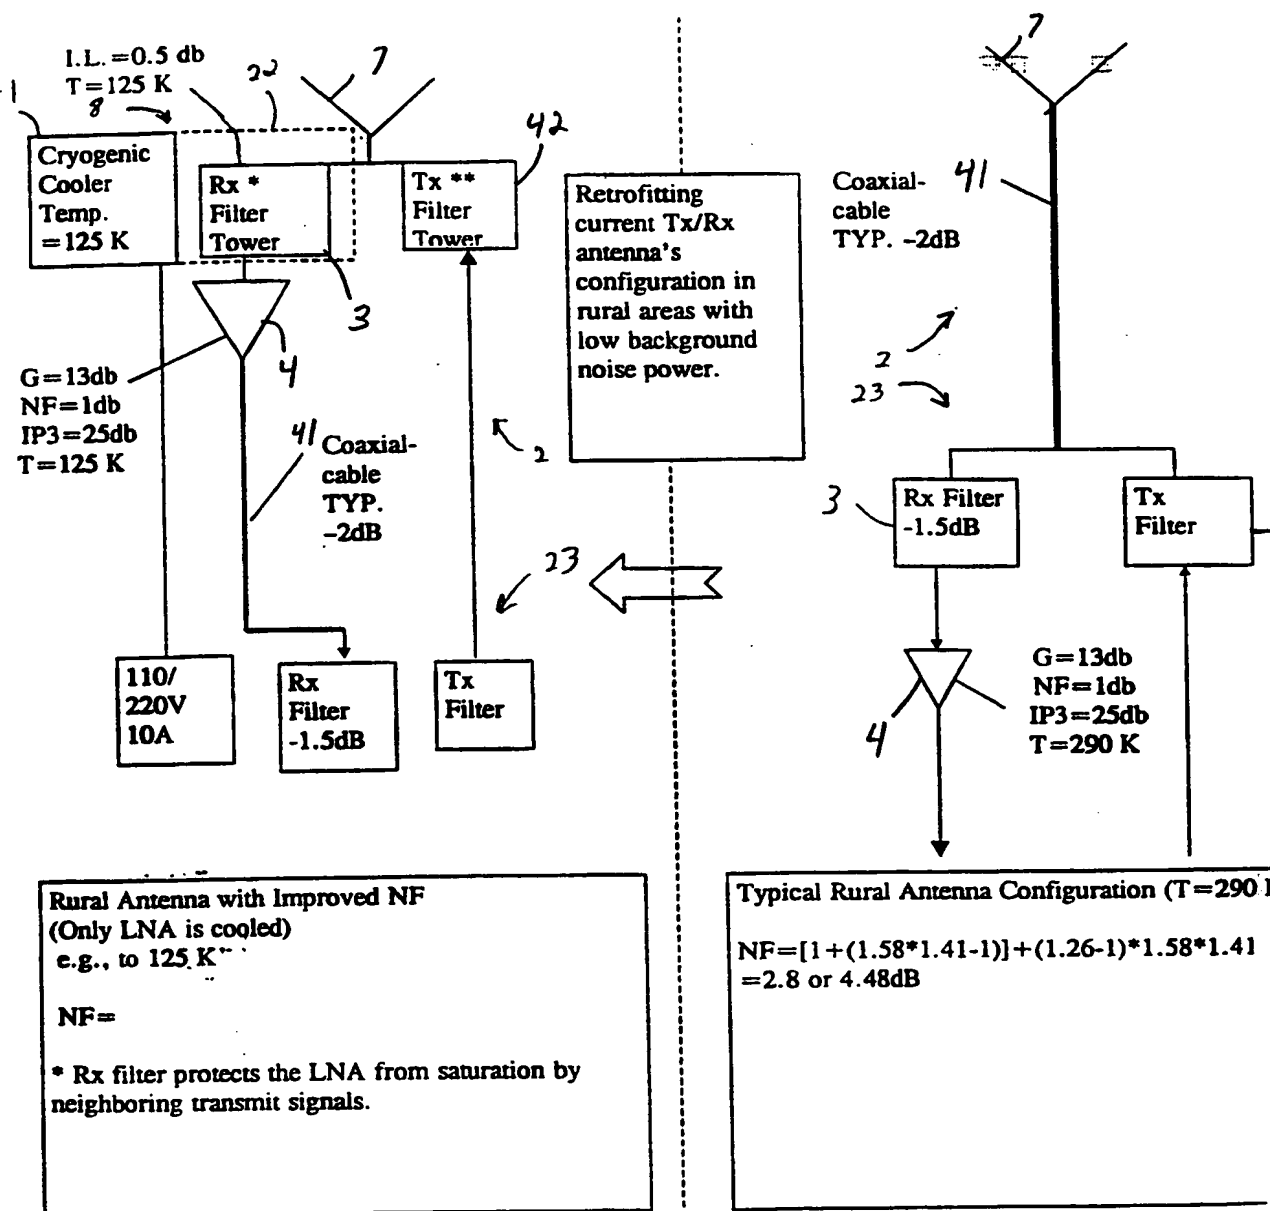 I.L.=0.5 db
T=125 K
22
7
1
8
42
Cryogenic
Cooler
Temp.
=125 K
Rx *
Filter
Tower
Tx **
Filter
Tower
3
4
G=13db
NF=1db
IP3=25db
T=125 K
41
Coaxial-
cable
TYP.
-2dB
2
23
110/
220V
10A
Rx
Filter
-1.5dB
Tx
Filter
Retrofitting
current Tx/Rx
antenna's
configuration in
rural areas with
low background
noise power.
7
Coaxial-
cable
TYP. -2dB
41
2
23
3
Rx Filter
-1.5dB
Tx
Filter
4
G=13db
NF=1db
IP3=25db
T=290 K
Rural Antenna with Improved NF
(Only LNA is cooled)
e.g., to 125 K
NF=
* Rx filter protects the LNA from saturation by
neighboring transmit signals.
Typical Rural Antenna Configuration (T=290
NF=[1+(1.58*1.41-1)]+(1.26-1)*1.58*1.41
=2.8 or 4.48dB